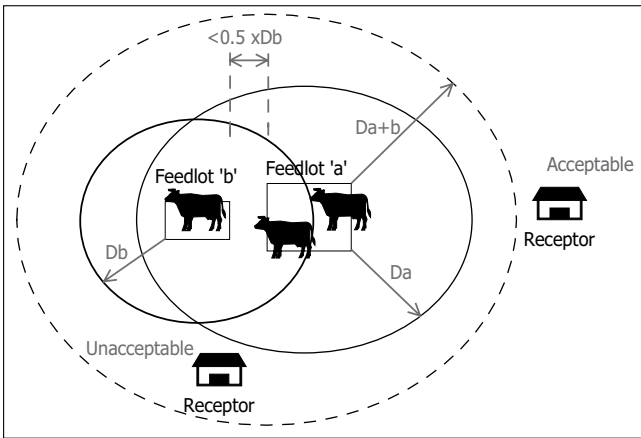 <0.5 xDb
Da+b
Acceptable
Feedlot 'b'
Feedlot 'a'
Receptor
Db
Da
Unacceptable
Receptor